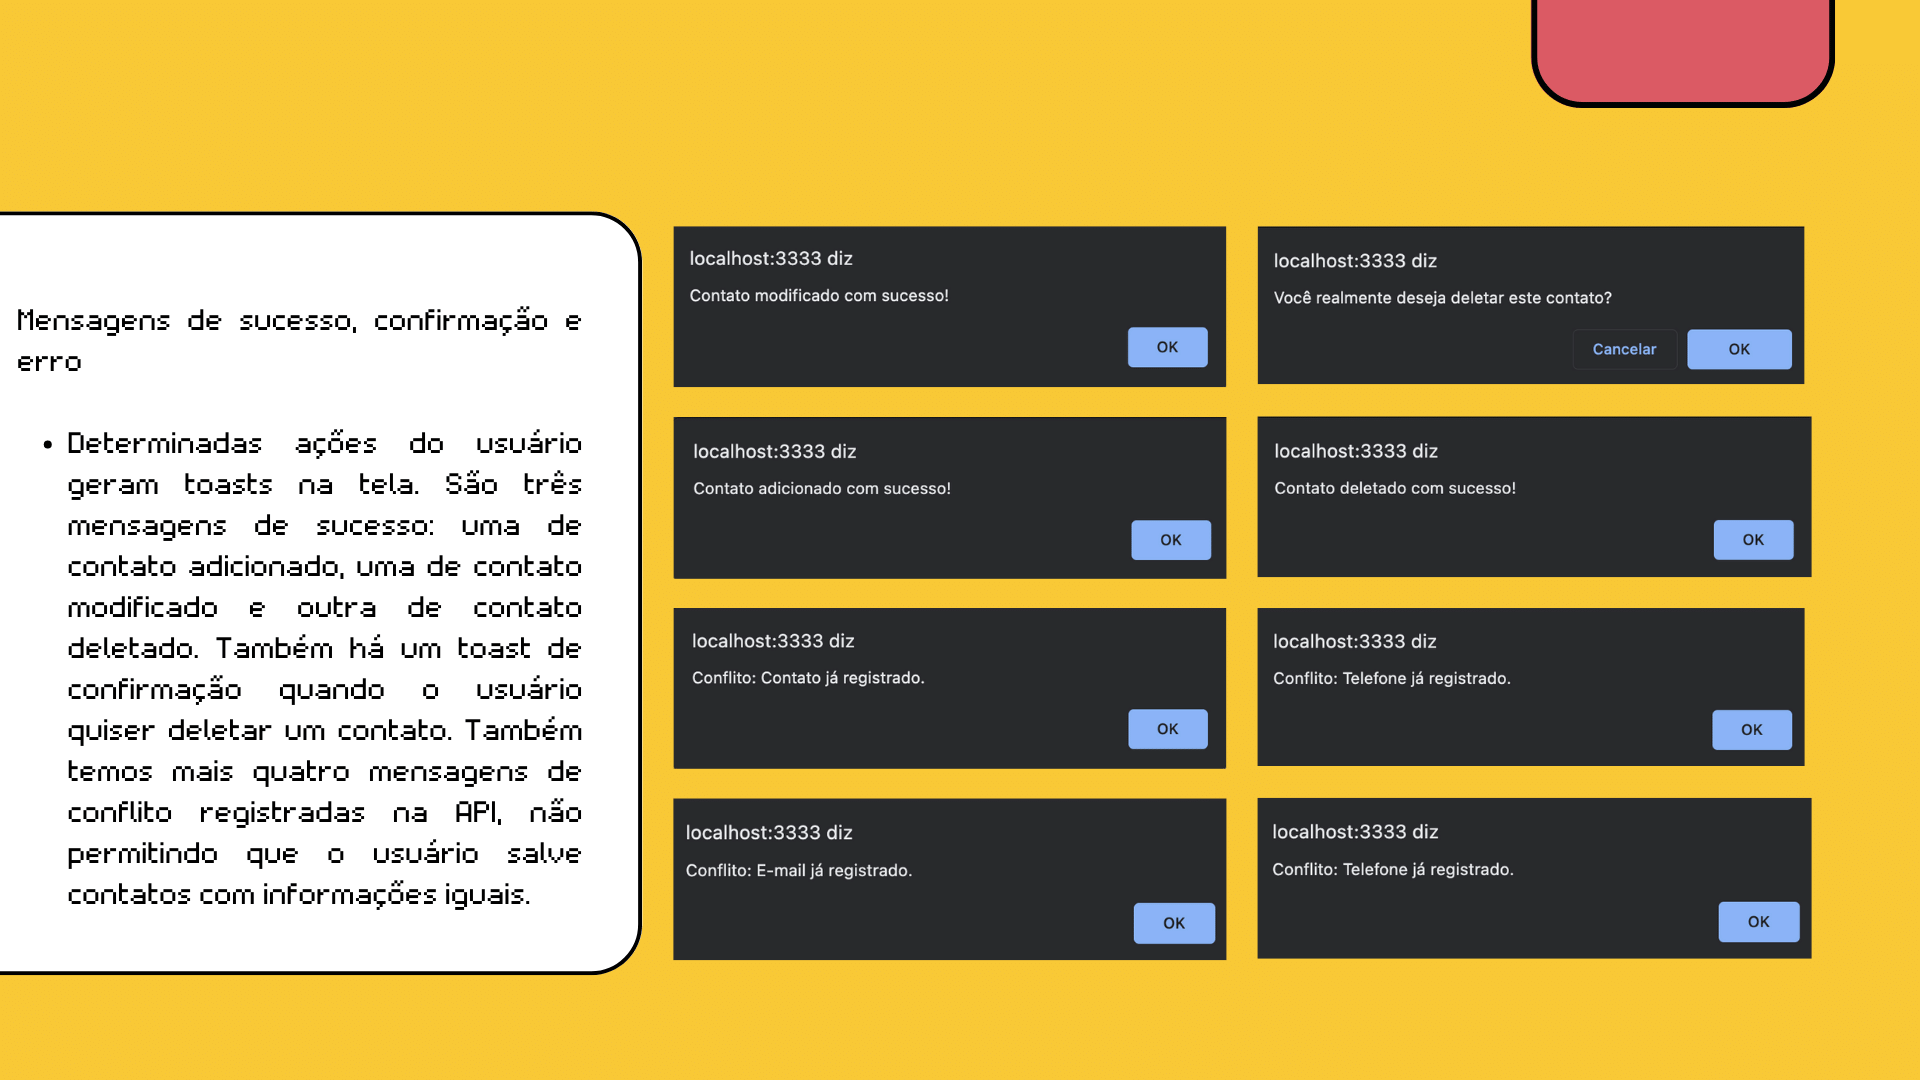 Mensagens de sucesso, confirmação e
erro
• Determinadas ações do usuário
geram toasts na tela. São três
mensagens de sucesso: uma de
contato adicionado, uma de contato
modificado e outra de contato
deletado. Também há um toast de
confirmação quando o usuário
quiser deletar um contato. Também
temos mais quatro mensagens de
conflito registradas na API, não
permitindo que o usuário salve
contatos com informações iguais.
localhost:3333 diz
Contato modificado com sucesso!
OK
localhost:3333 diz
Você realmente deseja deletar este contato?
Cancelar OK
localhost:3333 diz
Contato adicionado com sucesso!
OK
localhost:3333 diz
Contato deletado com sucesso!
OK
localhost:3333 diz
Conflito: Contato já registrado.
OK
localhost:3333 diz
Conflito: Telefone já registrado.
OK
localhost:3333 diz
Conflito: E-mail já registrado.
OK
localhost:3333 diz
Conflito: Telefone já registrado.
OK